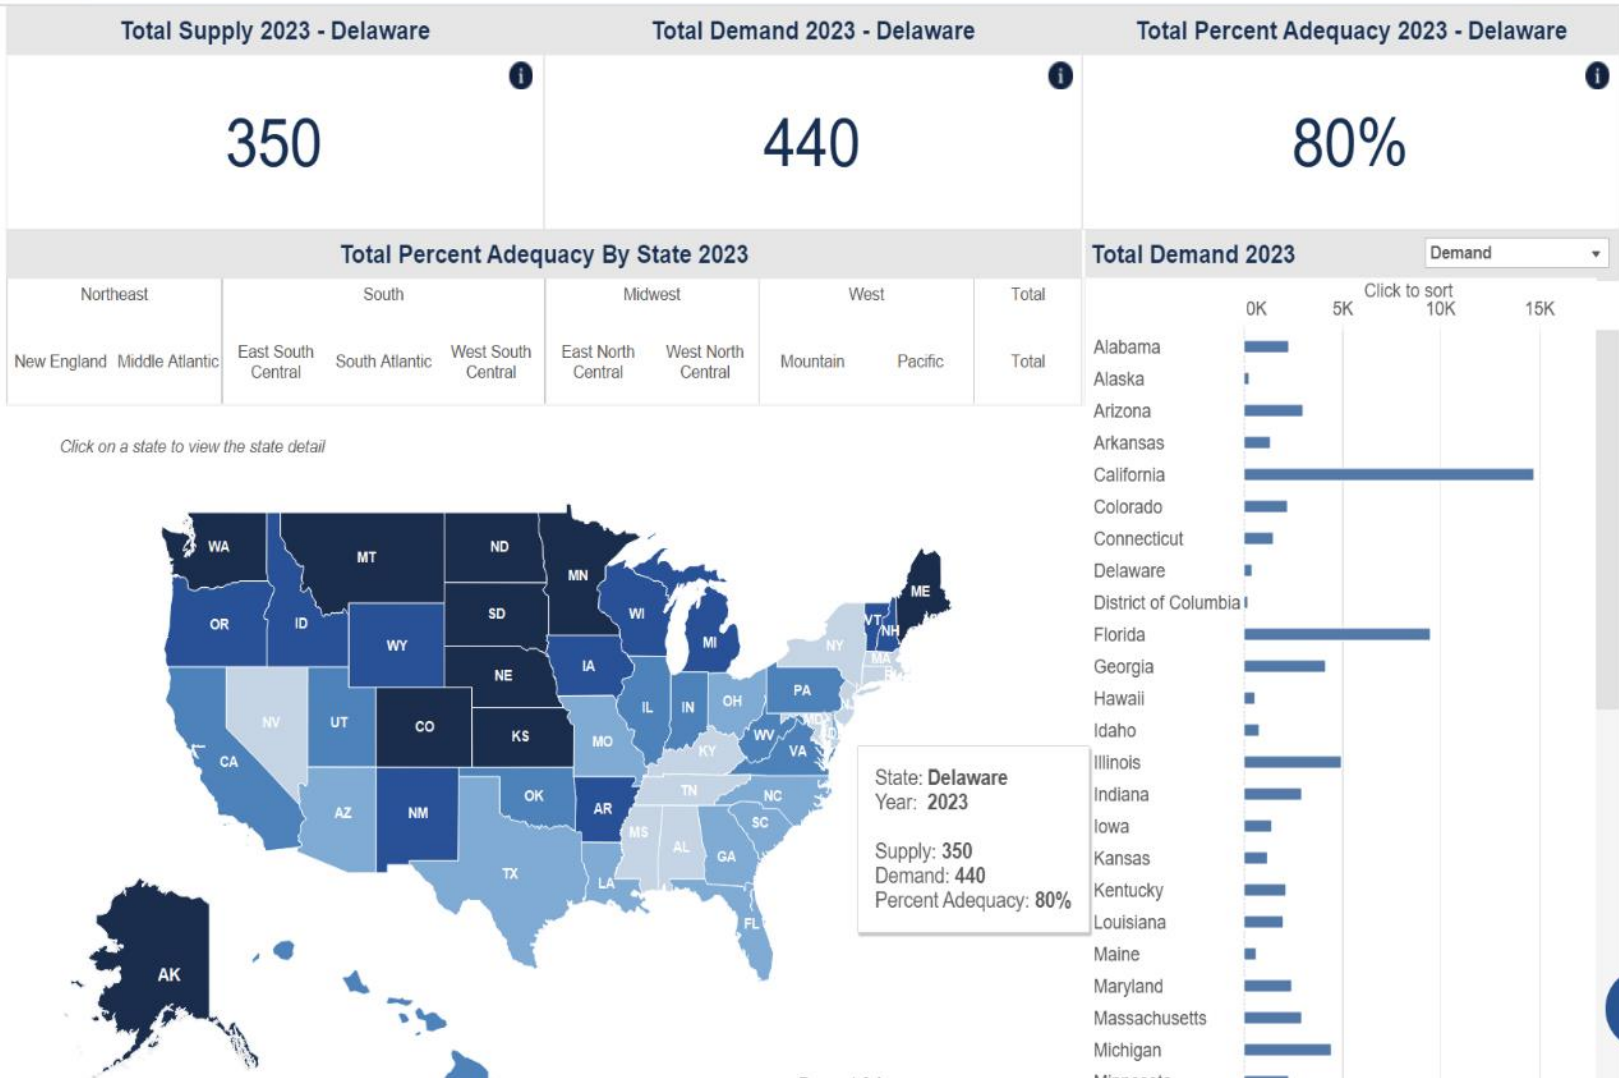 Total Supply 2023 - Delaware
Total Demand 2023 - Delaware
Total Percent Adequacy 2023 - Delaware
350
440
80%
Total Percent Adequacy By State 2023
Total Demand 2023
Demand
Northeast
South
Midwest
West
Total
New England
Middle Atlantic
East South
Central
South Atlantic
West South
Central
East North
Central
West North
Central
Mountain
Pacific
Total
Click to sort
0K
5K
10K
15K
Click on a state to view the state detail
WA
MT
ND
MN
ME
OR
ID
SD
WI
VT
NH
WY
MI
NY
IA
MA
NE
PA
NV
UT
CO
IL
IN
OH
KS
MO
WV
MD
CA
KY
VA
AZ
NM
OK
AR
TN
NC
MS
AL
SC
GA
TX
LA
FL
AK
State: Delaware
Year: 2023
Supply: 350
Demand: 440
Percent Adequacy: 80%
Alabama
Alaska
Arizona
Arkansas
California
Colorado
Connecticut
Delaware
District of Columbia
Florida
Georgia
Hawaii
Idaho
Illinois
Indiana
Iowa
Kansas
Kentucky
Louisiana
Maine
Maryland
Massachusetts
Michigan